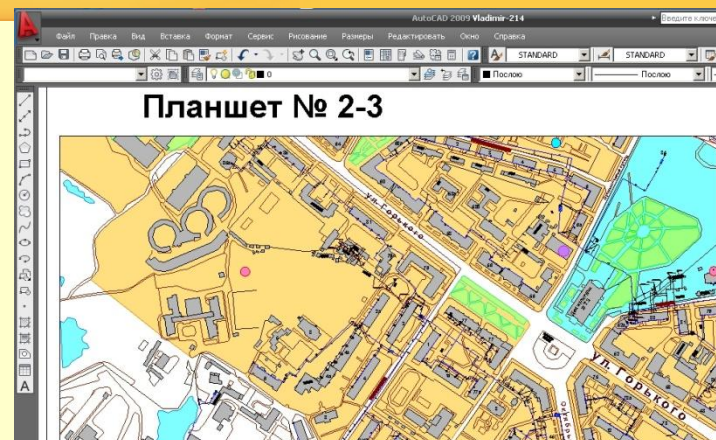 AutoCAD 2009 Vladimir-214
Введите ключе
Файл Правка Вид Вставка Формат Сервис Рисование Размеры Редактировать Окно Справка
STANDARD STANDARD
0 Послою Послою
Планшет № 2-3
ул. Горького
ул. Горького
A